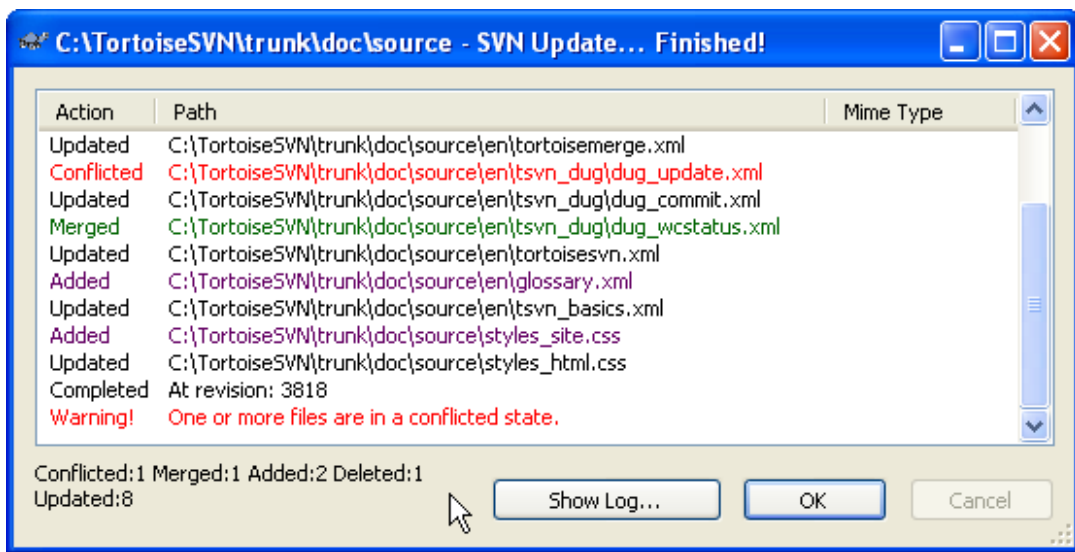 C:\TortoiseSVN\trunk\doc\source - SVN Update... Finished!
Action Path Mime Type
Updated C:\TortoiseSVN\trunk\doc\source\en\tortoisemerge.xml
Conflicted C:\TortoiseSVN\trunk\doc\source\en\tsvn_dug\dug_update.xml
Updated C:\TortoiseSVN\trunk\doc\source\en\tsvn_dug\dug_commit.xml
Merged C:\TortoiseSVN\trunk\doc\source\en\tsvn_dug\dug_wcstatus.xml
Updated C:\TortoiseSVN\trunk\doc\source\en\tortoisesvn.xml
Added C:\TortoiseSVN\trunk\doc\source\en\glossary.xml
Updated C:\TortoiseSVN\trunk\doc\source\en\tsvn_basics.xml
Added C:\TortoiseSVN\trunk\doc\source\styles_site.css
Updated C:\TortoiseSVN\trunk\doc\source\styles_html.css
Completed At revision: 3818
Warning! One or more files are in a conflicted state.
Conflicted:1 Merged:1 Added:2 Deleted:1
Updated:8
Show Log... OK Cancel